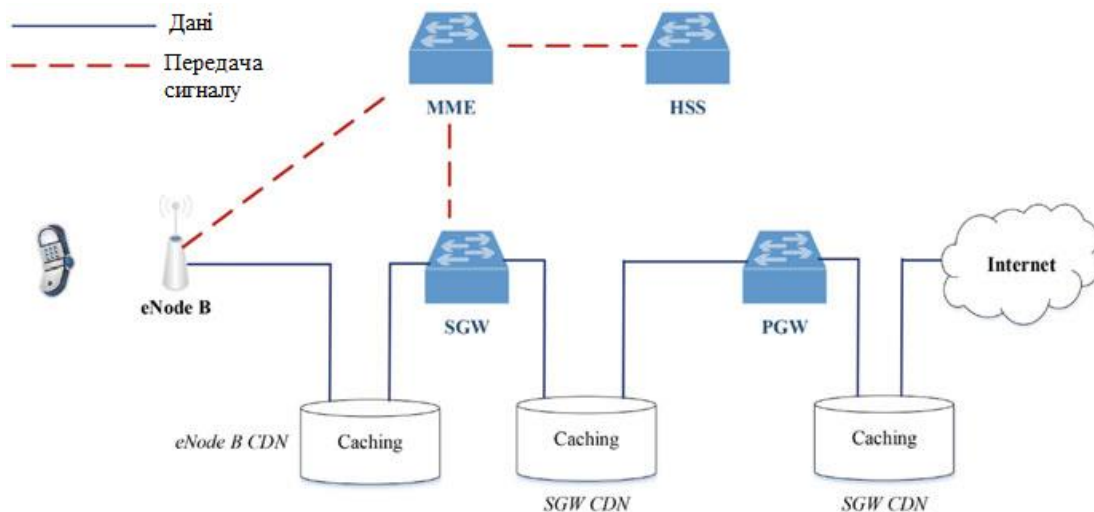 Дані
Передача
сигналу
MME
HSS
eNode B
SGW
PGW
Internet
eNode B CDN
Caching
Caching
Caching
SGW CDN
SGW CDN